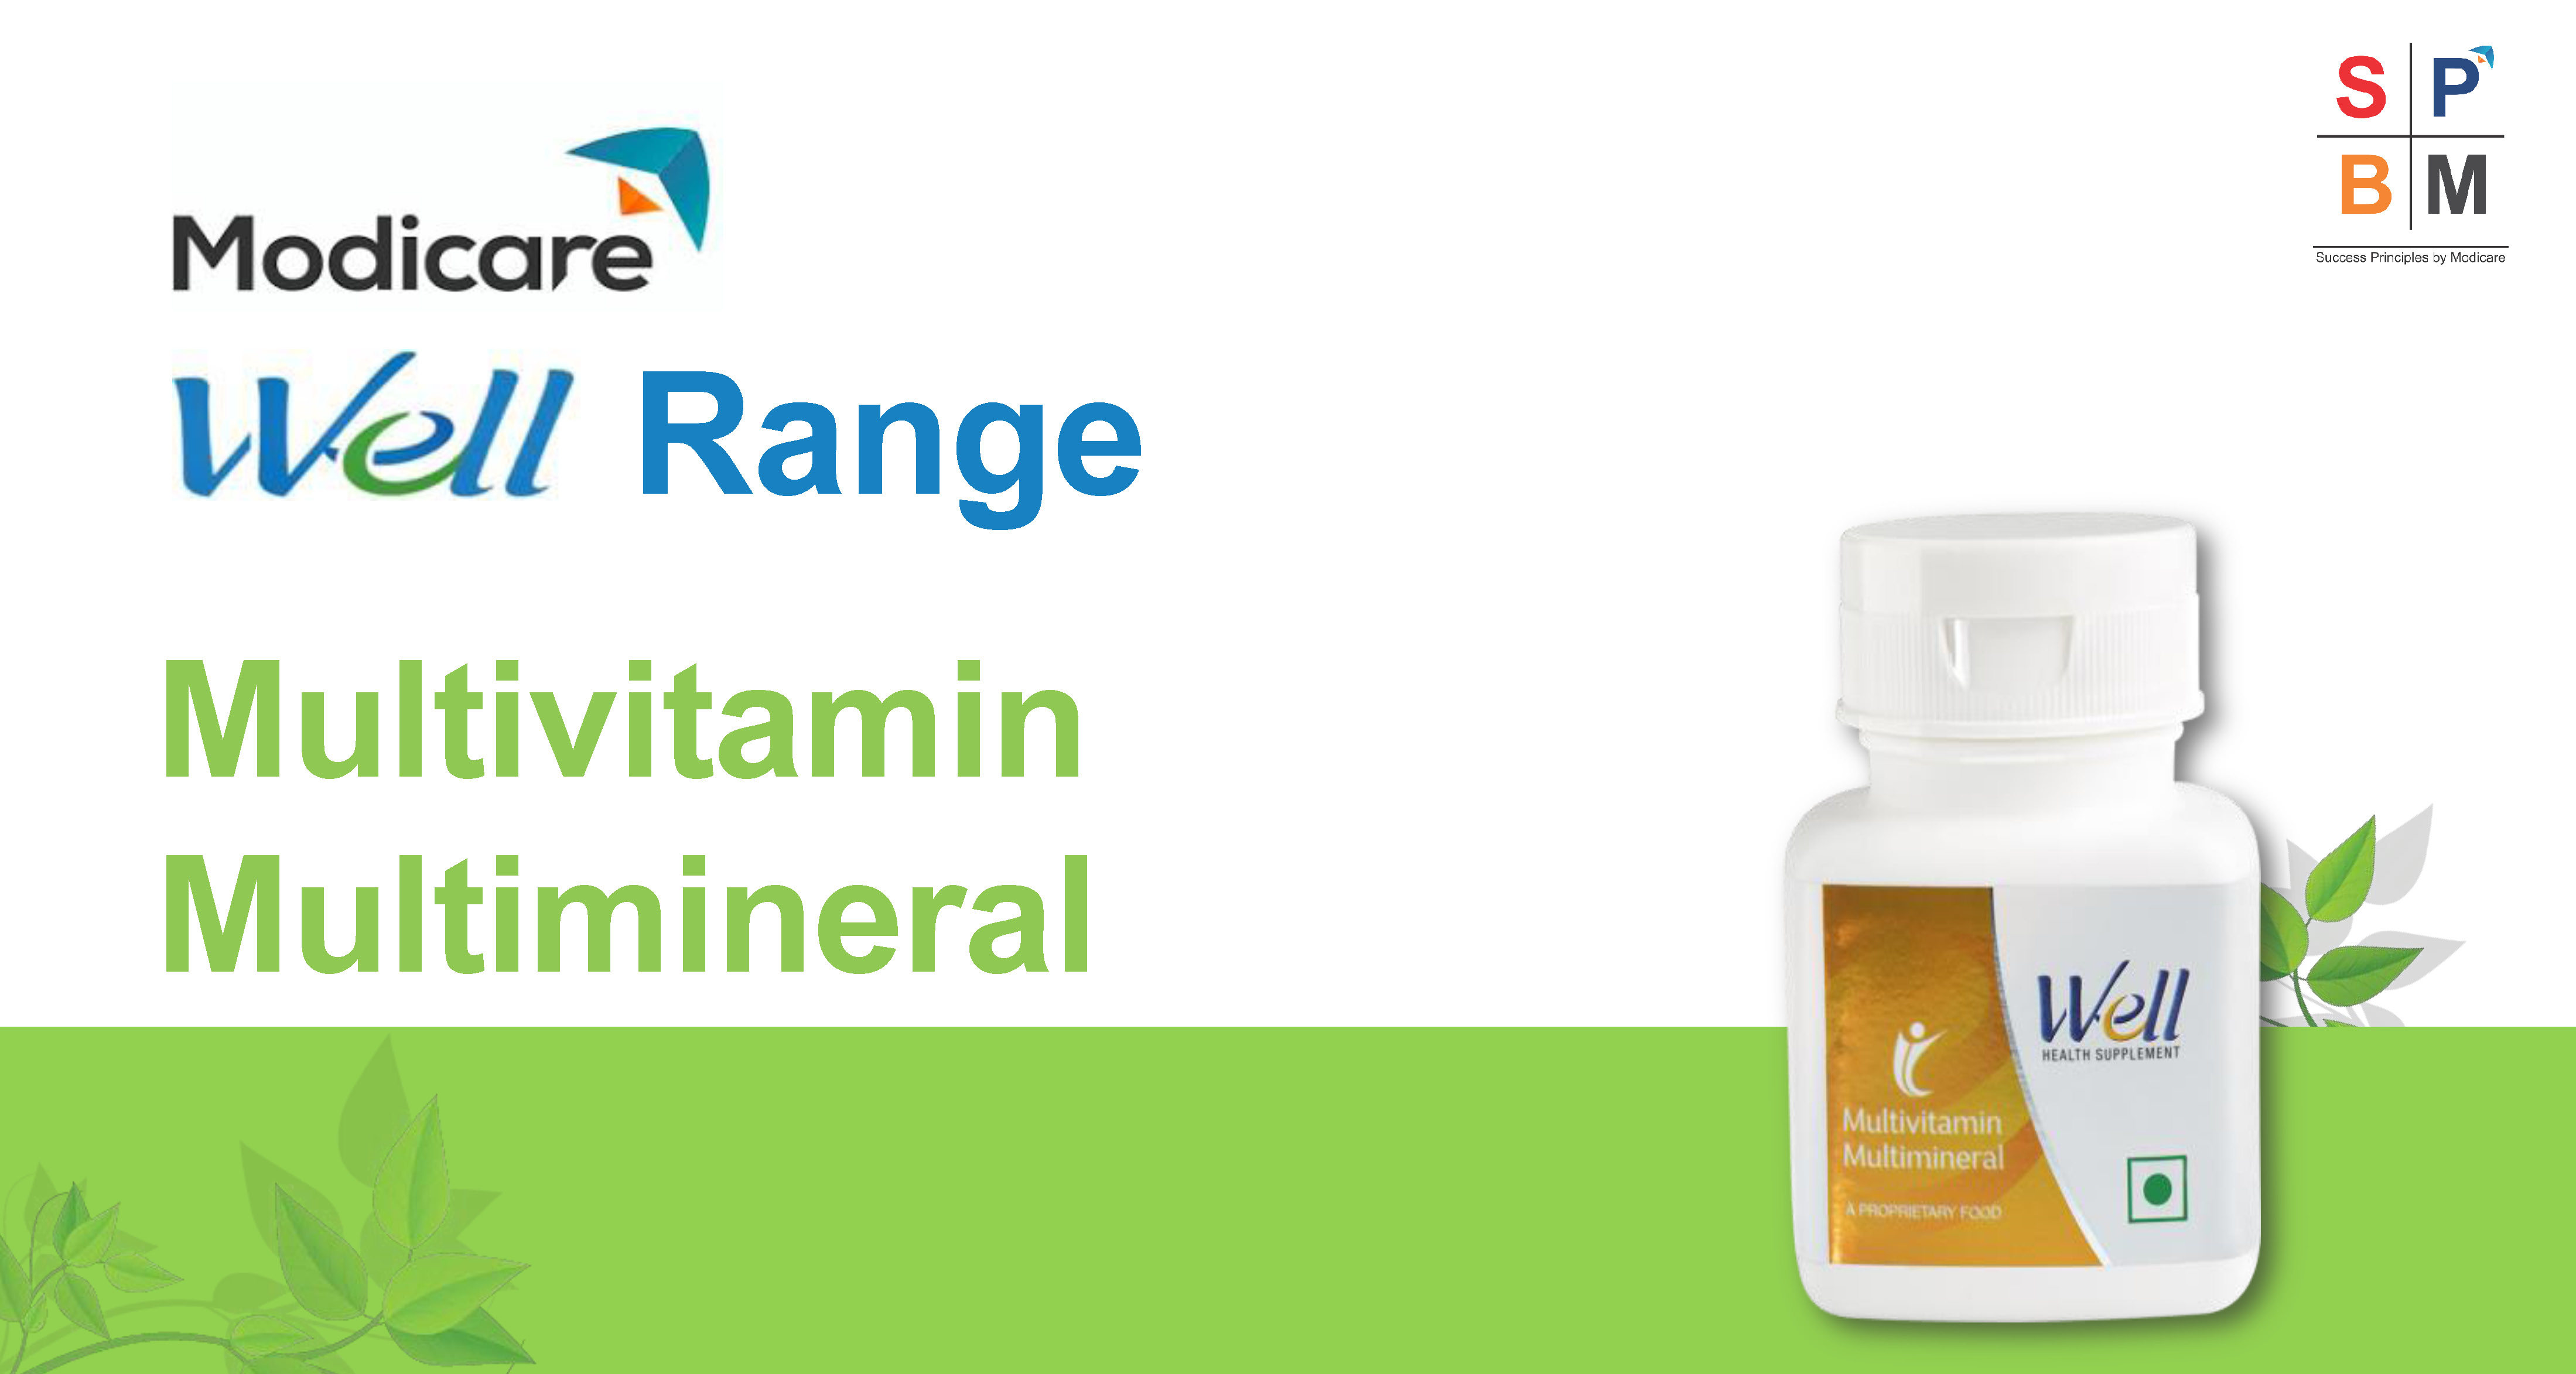 Modicare
S P
B M
Success Principles by Modicare
Well Range
Multivitamin
Multimineral
Well
HEALTH SUPPLEMENT
Multivitamin
Multimineral
A PROPRIETARY FOOD